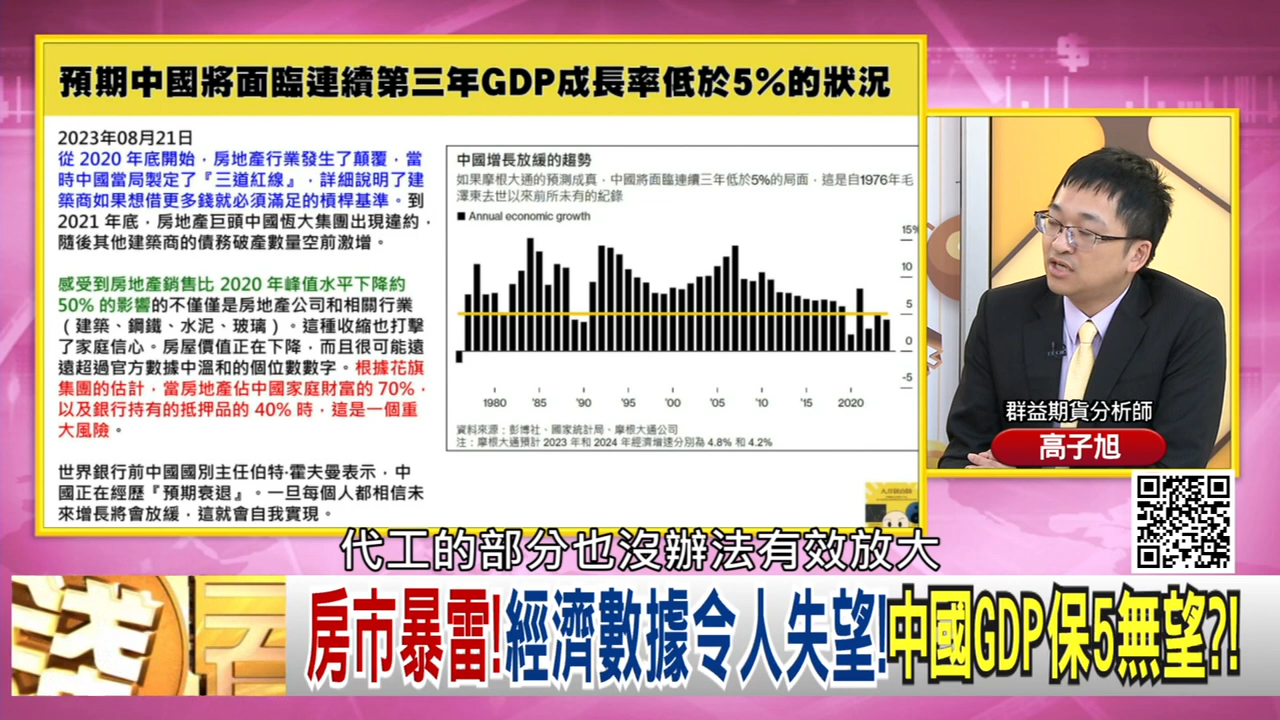 預期中國將面臨連續第三年GDP成長率低於5%的狀況
2023年08月21日
從 2020 年底開始，房地產行業發生了顛覆，當
時中國當局製定了『三道紅線』，詳細說明了建
築商如果想借更多錢就必須滿足的槓桿基準。到
2021 年底，房地產巨頭中國恆大集團出現違約，
隨後其他建築商的債務破產數量空前激增。
感受到房地產銷售比 2020 年峰值水平下降約
50% 的影響的不僅僅是房地產公司和相關行業
（建築、鋼鐵、水泥、玻璃）。這種收縮也打擊
了家庭信心。房屋價值正在下降，而且很可能遠
遠超過官方數據中溫和的個位數數字。根據花旗
集團的估計，當房地產佔中國家庭財富的 70%，
以及銀行持有的抵押品的 40% 時，這是一個重
大風險。
世界銀行前中國國別主任伯特·霍夫曼表示，中
國正在經歷『預期衰退』。一旦每個人都相信未
來增長將會放緩，這就會自我實現。
中國增長放緩的趨勢
如果摩根大通的預測成真，中國將面臨連續三年低於5%的局面，這是自1976年毛
澤東去世以來前所未有的紀錄
■ Annual economic growth
15%
10
5
0
-5
1980 '85 '90 '95 '00 '05 '10 '15 2020
資料來源：彭博社、國家統計局、摩根大通公司
注：摩根大通預計 2023 年和 2024 年經濟增速分別為 4.8% 和 4.2%
群益期貨分析師
高子旭
代工的部分也沒辦法有效放大
房市暴雷!經濟數據令人失望!中國GDP保5無望?!